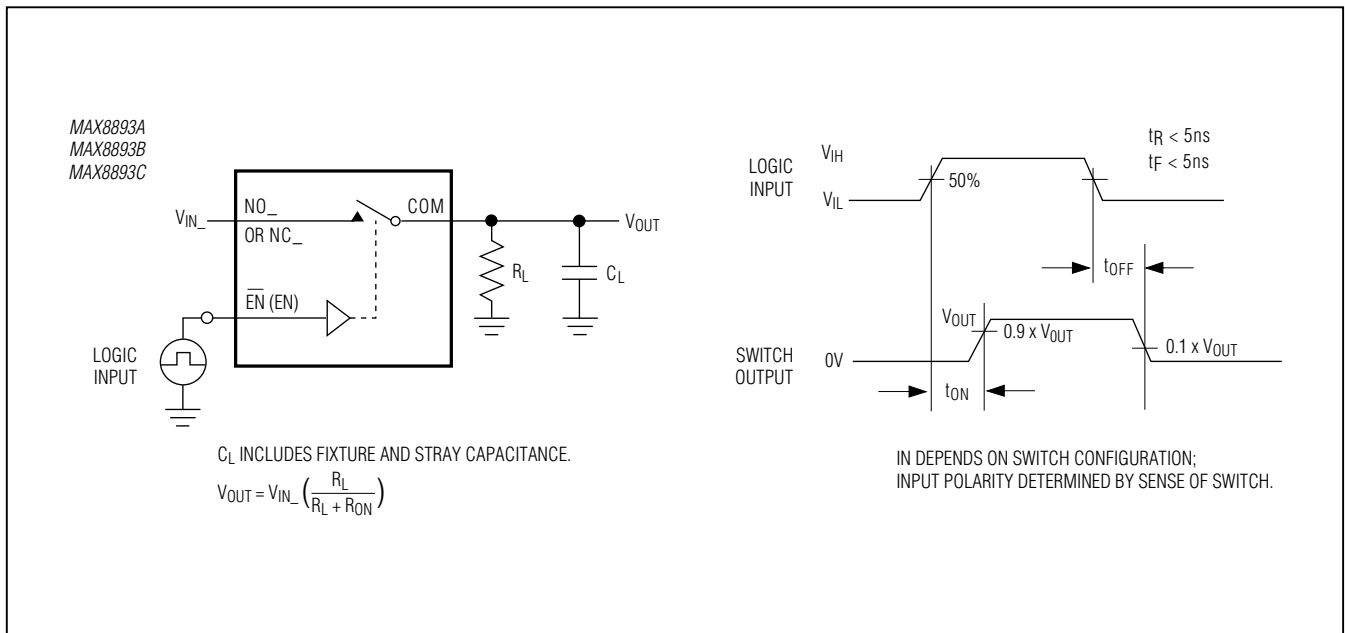 MAX8893A
MAX8893B
MAX8893C
V_IN_
NO_
OR NC_
COM
V_OUT
R_L
C_L
E̅N̅ (EN)
LOGIC
INPUT
C_L INCLUDES FIXTURE AND STRAY CAPACITANCE.
V_OUT = V_IN_ (R_L / (R_L + R_ON))
LOGIC
INPUT
V_IH
V_IL
50%
t_R < 5ns
t_F < 5ns
t_OFF
SWITCH
OUTPUT
V_OUT
0V
0.9 x V_OUT
0.1 x V_OUT
t_ON
IN DEPENDS ON SWITCH CONFIGURATION;
INPUT POLARITY DETERMINED BY SENSE OF SWITCH.